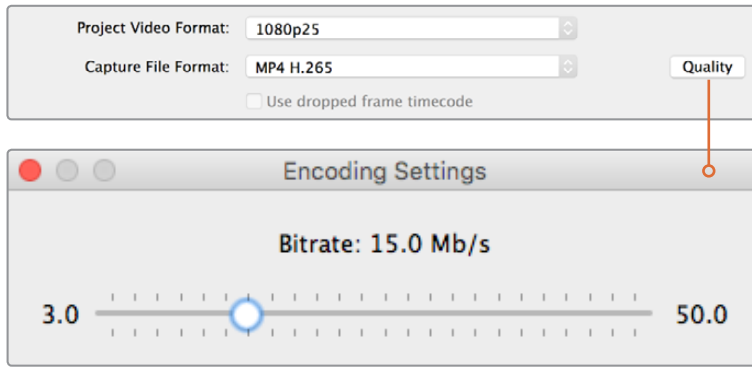 Project Video Format: 1080p25
Capture File Format: MP4 H.265 Quality
Use dropped frame timecode
Encoding Settings
Bitrate: 15.0 Mb/s
3.0 50.0